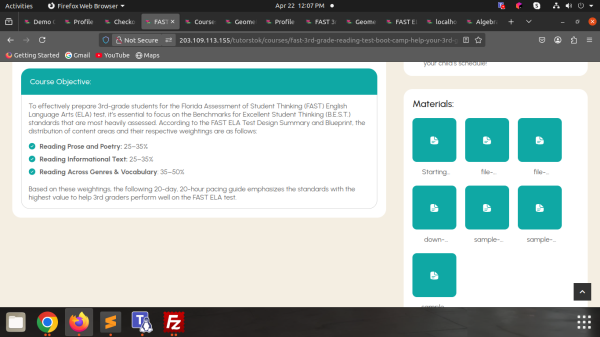 Activities
Firefox Web Browser
Apr 22 12:07 PM
Demo
Profile
Checko
FAST
Course
Geome
Profile
FAST 3
Geome
FAST El
localho
Algebra
Not Secure
203.109.113.155/tutorstok/courses/fast-3rd-grade-reading-test-boot-camp-help-your-3rd-
Getting Started
Gmail
YouTube
Maps
your child's schedule
Course Objective:
To effectively prepare 3rd-grade students for the Florida Assessment of Student Thinking (FAST) English
Language Arts (ELA) test, it's essential to focus on the Benchmarks for Excellent Student Thinking (B.E.S.T.)
standards that are most heavily assessed. According to the FAST ELA Test Design Summary and Blueprint, the
distribution of content areas and their respective weightings are as follows:
Reading Prose and Poetry: 25–35%
Reading Informational Text: 25–35%
Reading Across Genres & Vocabulary: 35–50%
Based on these weightings, the following 20-day, 20-hour pacing guide emphasizes the standards with the
highest value to help 3rd graders perform well on the FAST ELA test.
Materials:
Starting...
file-...
file-...
down-...
sample-...
sample-...
sample-...